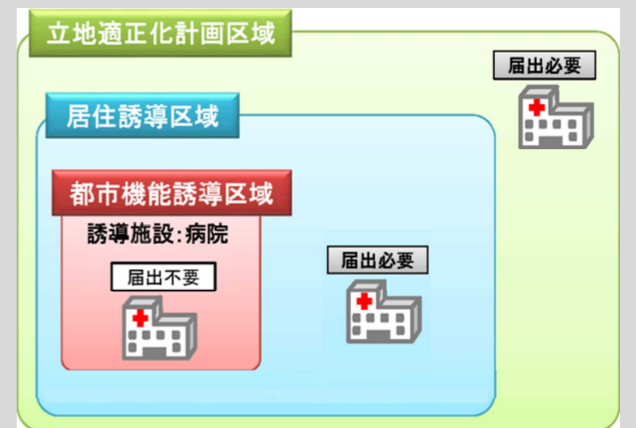 立地適正化計画区域
届出必要
居住誘導区域
都市機能誘導区域
誘導施設:病院
届出不要
届出必要